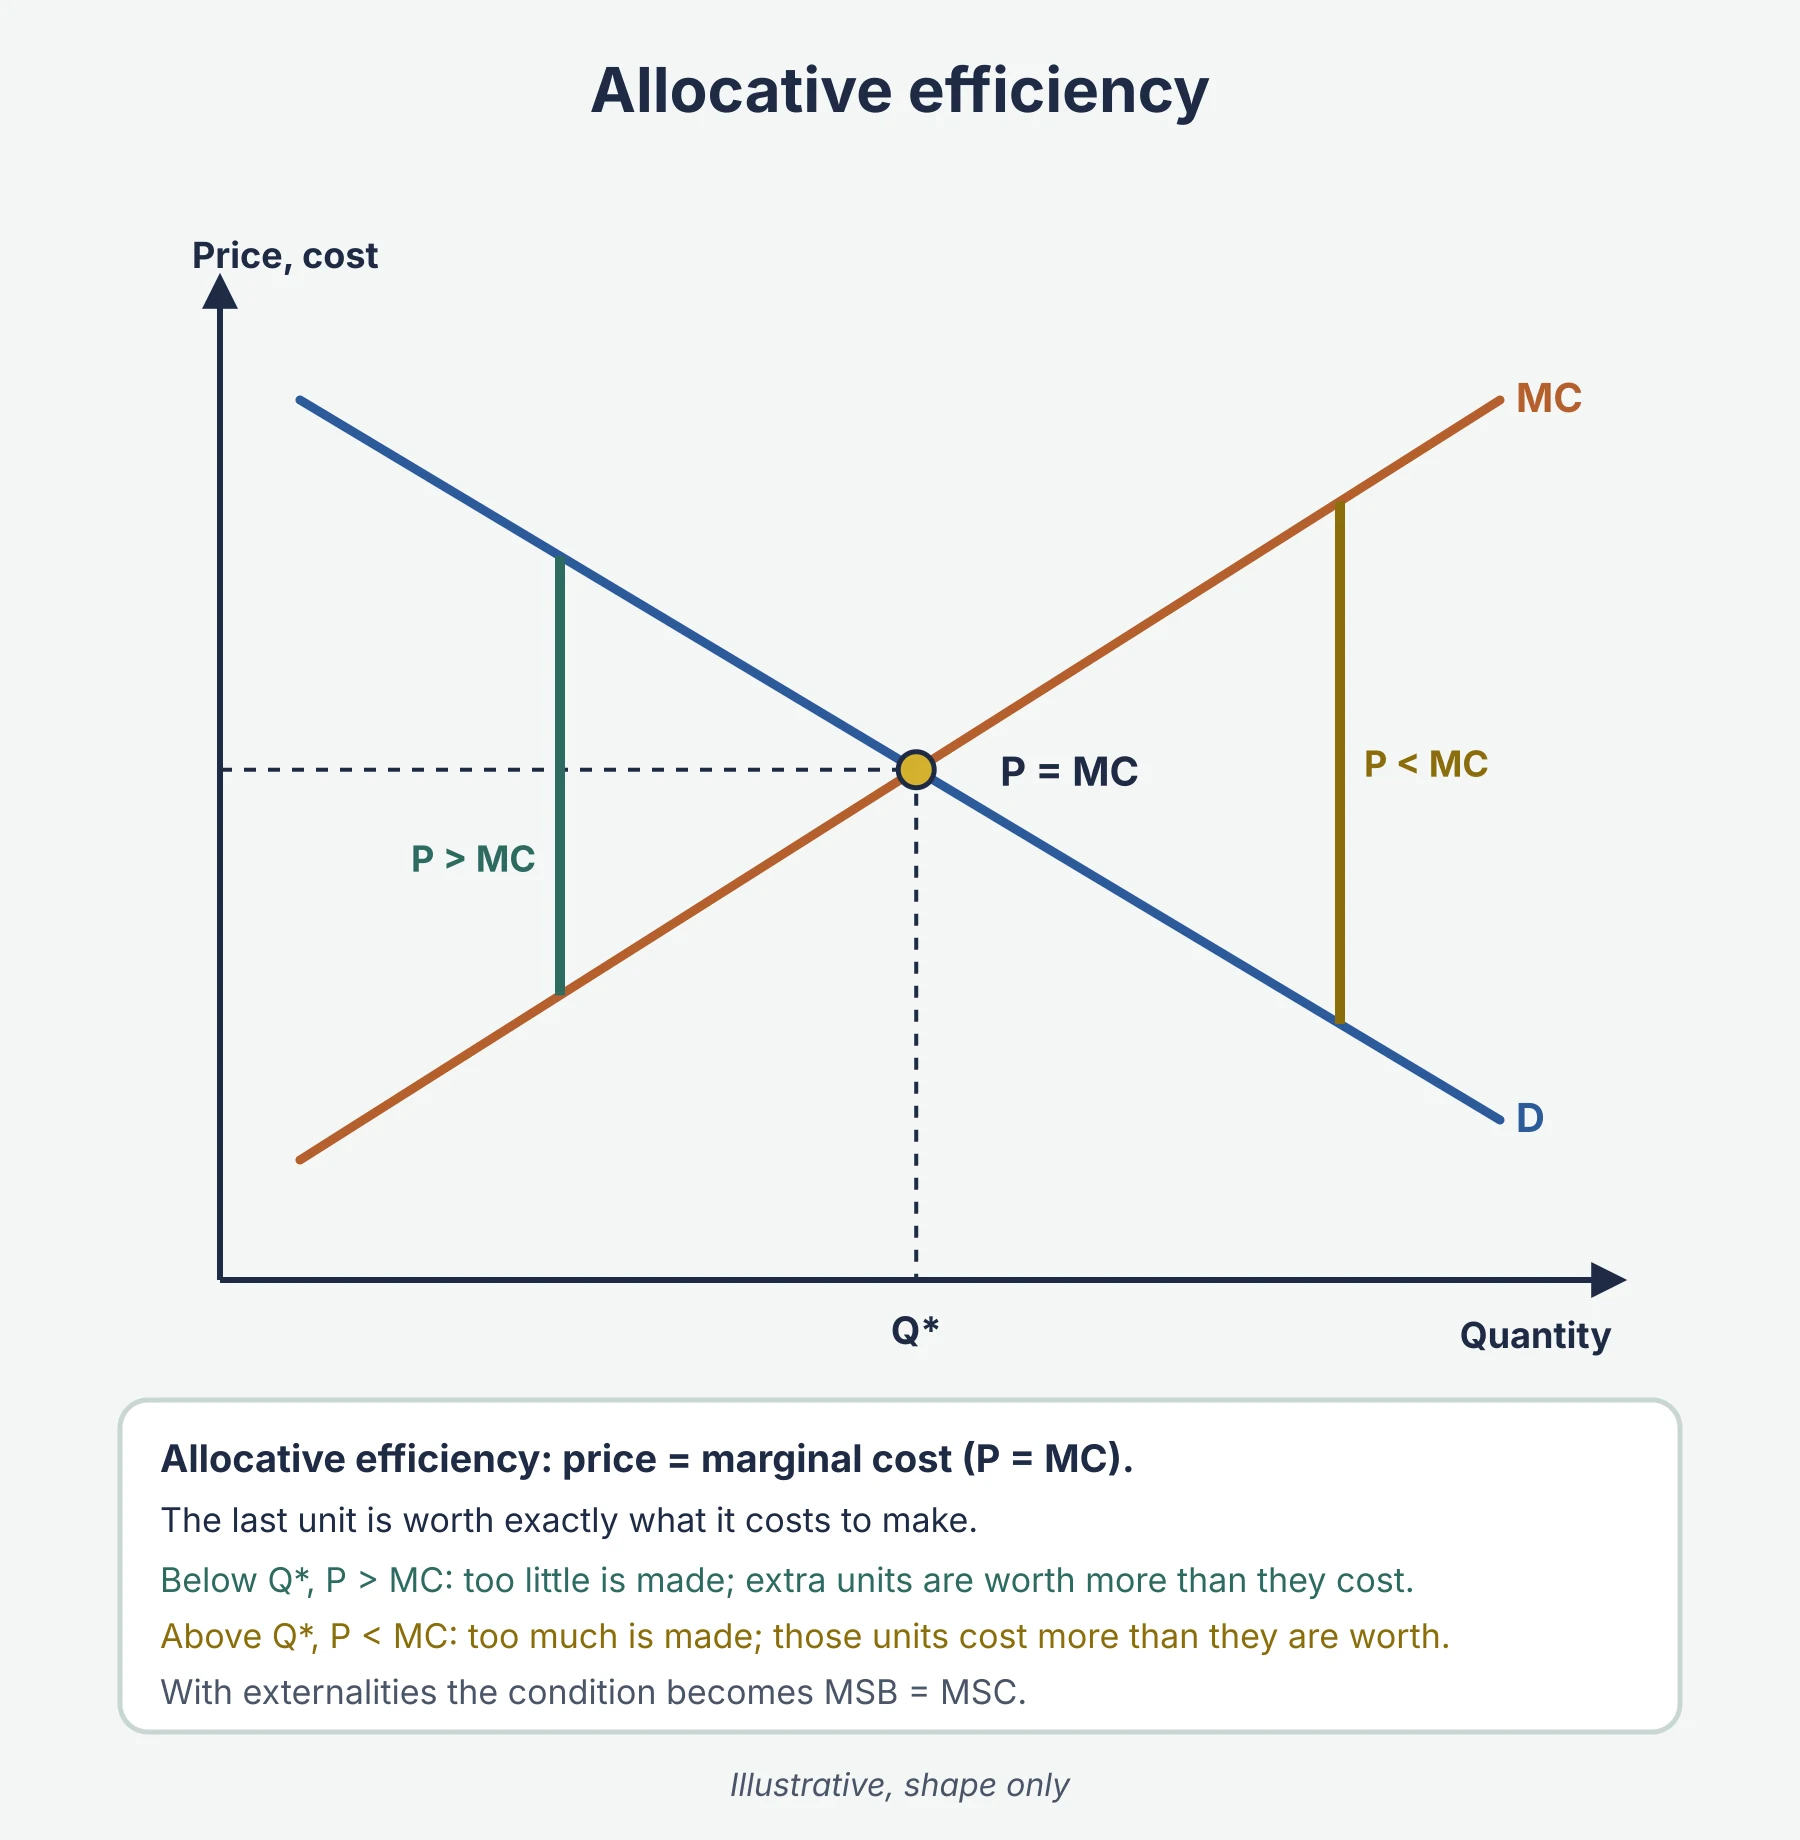 Allocative efficiency
Price, cost
MC
P = MC
P < MC
P > MC
D
Q*
Quantity
Allocative efficiency: price = marginal cost (P = MC).
The last unit is worth exactly what it costs to make.
Below Q*, P > MC: too little is made; extra units are worth more than they cost.
Above Q*, P < MC: too much is made; those units cost more than they are worth.
With externalities the condition becomes MSB = MSC.
Illustrative, shape only